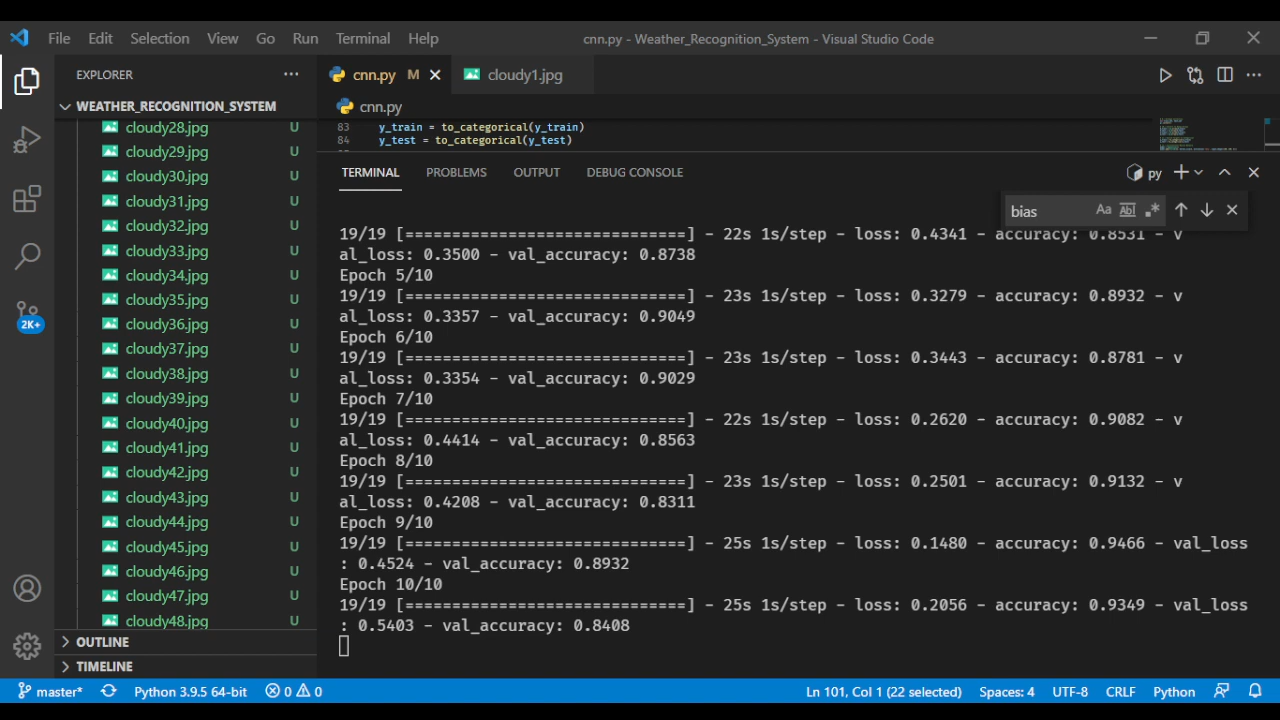 File Edit Selection View Go Run Terminal Help
cnn.py - Weather_Recognition_System - Visual Studio Code
EXPLORER
WEATHER_RECOGNITION_SYSTEM
cloudy28.jpg U
cloudy29.jpg U
cloudy30.jpg U
cloudy31.jpg U
cloudy32.jpg U
cloudy33.jpg U
cloudy34.jpg U
cloudy35.jpg U
cloudy36.jpg U
cloudy37.jpg U
cloudy38.jpg U
cloudy39.jpg U
cloudy40.jpg U
cloudy41.jpg U
cloudy42.jpg U
cloudy43.jpg U
cloudy44.jpg U
cloudy45.jpg U
cloudy46.jpg U
cloudy47.jpg U
cloudy48.jpg U
OUTLINE
TIMELINE
2K+
cnn.py M
cloudy1.jpg
cnn.py
83 y_train = to_categorical(y_train)
84 y_test = to_categorical(y_test)
TERMINAL PROBLEMS OUTPUT DEBUG CONSOLE
py
bias Aa Abl .*
19/19 [==============================] - 22s 1s/step - loss: 0.4341 - accuracy: 0.8531 - v
al_loss: 0.3500 - val_accuracy: 0.8738
Epoch 5/10
19/19 [==============================] - 23s 1s/step - loss: 0.3279 - accuracy: 0.8932 - v
al_loss: 0.3357 - val_accuracy: 0.9049
Epoch 6/10
19/19 [==============================] - 23s 1s/step - loss: 0.3443 - accuracy: 0.8781 - v
al_loss: 0.3354 - val_accuracy: 0.9029
Epoch 7/10
19/19 [==============================] - 22s 1s/step - loss: 0.2620 - accuracy: 0.9082 - v
al_loss: 0.4414 - val_accuracy: 0.8563
Epoch 8/10
19/19 [==============================] - 23s 1s/step - loss: 0.2501 - accuracy: 0.9132 - v
al_loss: 0.4208 - val_accuracy: 0.8311
Epoch 9/10
19/19 [==============================] - 25s 1s/step - loss: 0.1480 - accuracy: 0.9466 - val_loss
: 0.4524 - val_accuracy: 0.8932
Epoch 10/10
19/19 [==============================] - 25s 1s/step - loss: 0.2056 - accuracy: 0.9349 - val_loss
: 0.5403 - val_accuracy: 0.8408
master* Python 3.9.5 64-bit 0 0 Ln 101, Col 1 (22 selected) Spaces: 4 UTF-8 CRLF Python